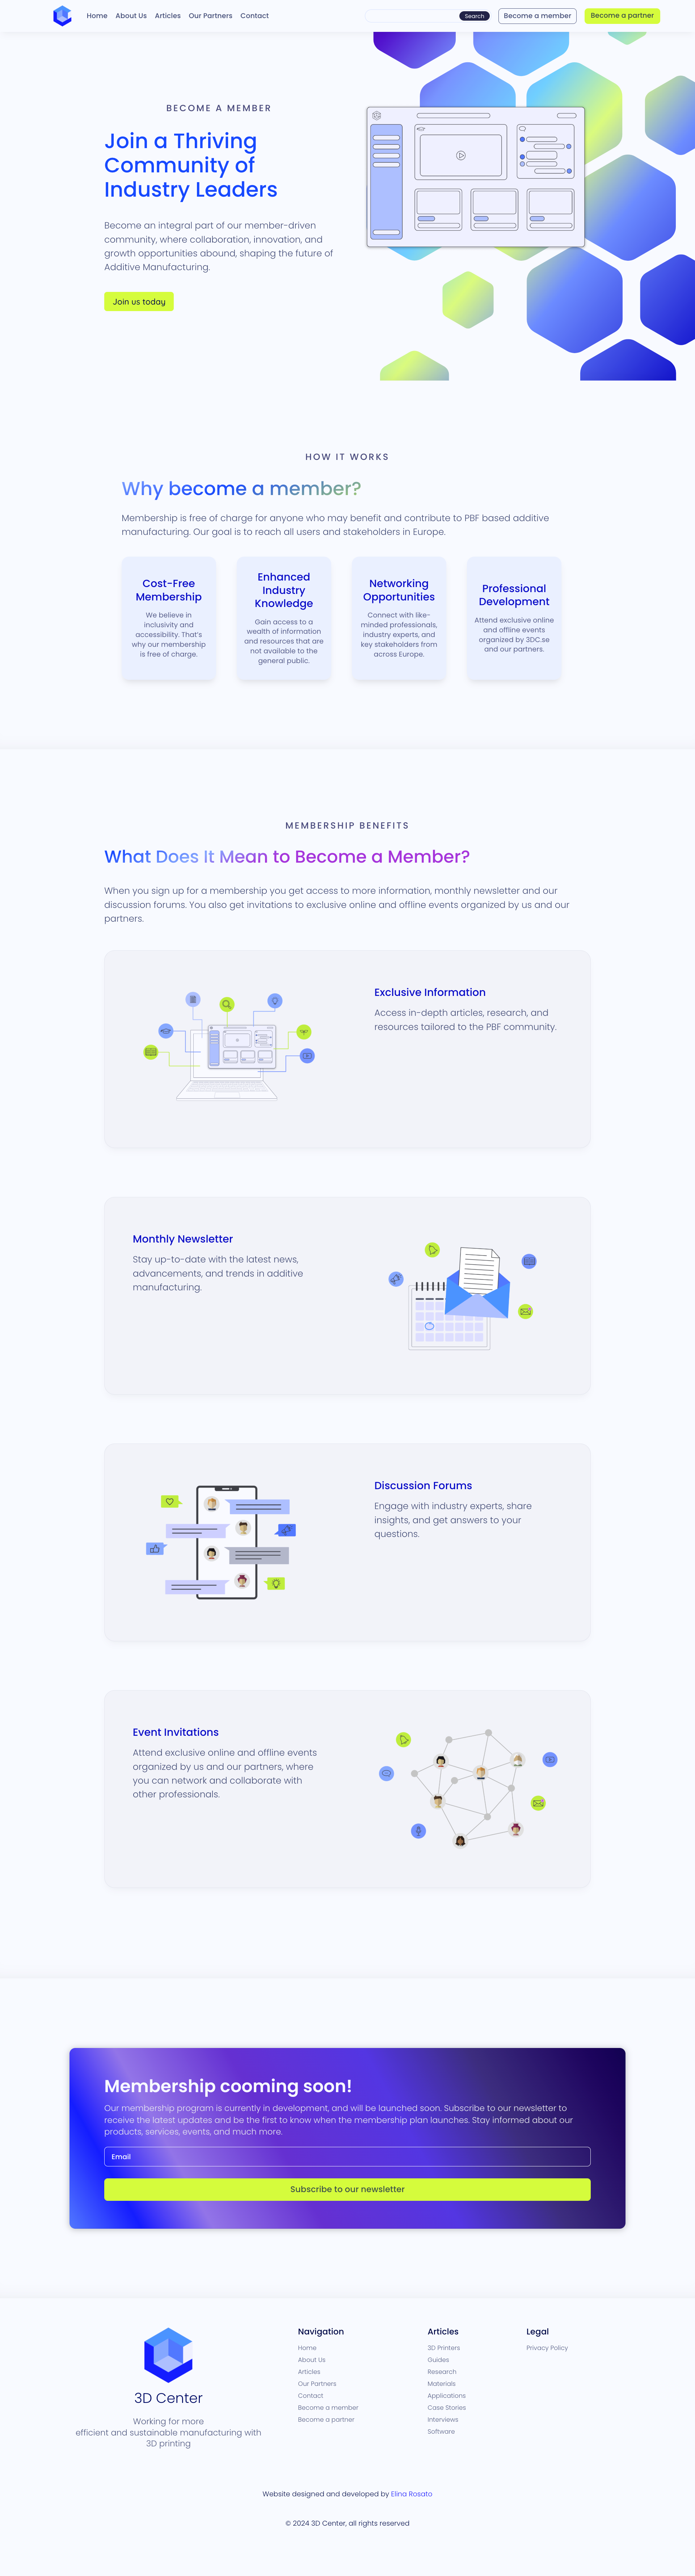 Home About Us Articles Our Partners Contact Search Become a member Become a partner
BECOME A MEMBER
Join a Thriving
Community of
Industry Leaders
Become an integral part of our member-driven
community, where collaboration, innovation, and
growth opportunities abound, shaping the future of
Additive Manufacturing.
Join us today
HOW IT WORKS
Why become a member?
Membership is free of charge for anyone who may benefit and contribute to PBF based additive
manufacturing. Our goal is to reach all users and stakeholders in Europe.
Cost-Free
Membership
We believe in
inclusivity and
accessibility. That's
why our membership
is free of charge.
Enhanced
Industry
Knowledge
Gain access to a
wealth of information
and resources that are
not available to the
general public.
Networking
Opportunities
Connect with like-
minded professionals,
industry experts, and
key stakeholders from
across Europe.
Professional
Development
Attend exclusive online
and offline events
organized by 3DC.se
and our partners.
MEMBERSHIP BENEFITS
What Does It Mean to Become a Member?
When you sign up for a membership you get access to more information, monthly newsletter and our
discussion forums. You also get invitations to exclusive online and offline events organized by us and our
partners.
Exclusive Information
Access in-depth articles, research, and
resources tailored to the PBF community.
Monthly Newsletter
Stay up-to-date with the latest news,
advancements, and trends in additive
manufacturing.
Discussion Forums
Engage with industry experts, share
insights, and get answers to your
questions.
Event Invitations
Attend exclusive online and offline events
organized by us and our partners, where
you can network and collaborate with
other professionals.
Membership cooming soon!
Our membership program is currently in development, and will be launched soon. Subscribe to our newsletter to
receive the latest updates and be the first to know when the membership plan launches. Stay informed about our
products, services, events, and much more.
Email
Subscribe to our newsletter
3D Center
Working for more
efficient and sustainable manufacturing with
3D printing
Navigation
Home
About Us
Articles
Our Partners
Contact
Become a member
Become a partner
Articles
3D Printers
Guides
Research
Materials
Applications
Case Stories
Interviews
Software
Legal
Privacy Policy
Website designed and developed by Elina Rosato
© 2024 3D Center, all rights reserved